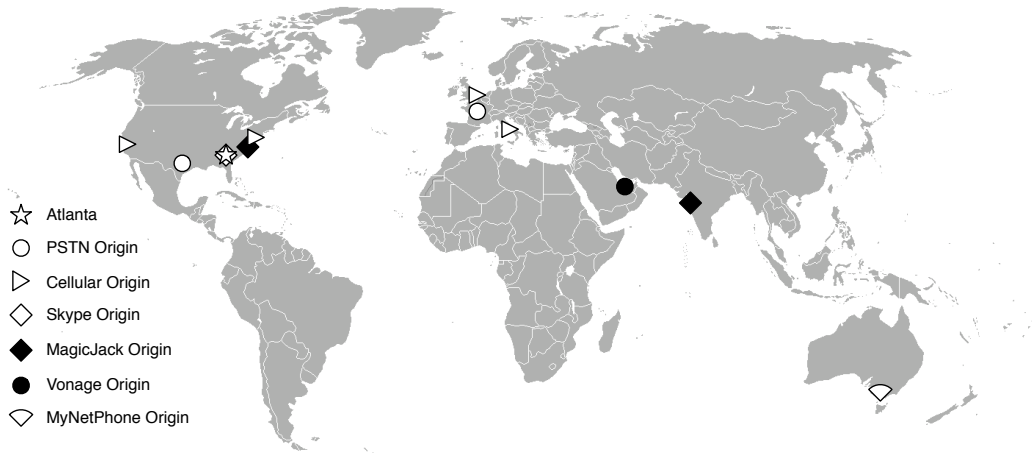 Atlanta
PSTN Origin
Cellular Origin
Skype Origin
MagicJack Origin
Vonage Origin
MyNetPhone Origin